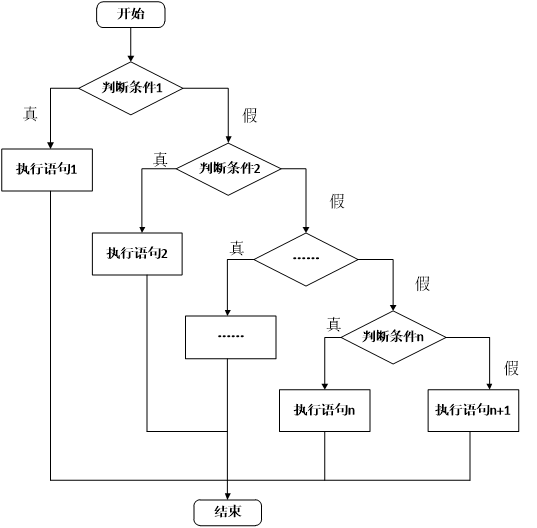 开始
判断条件1
真
假
执行语句1
真
判断条件2
假
执行语句2
真
······
假
······
真
判断条件n
假
执行语句n
执行语句n+1
结束